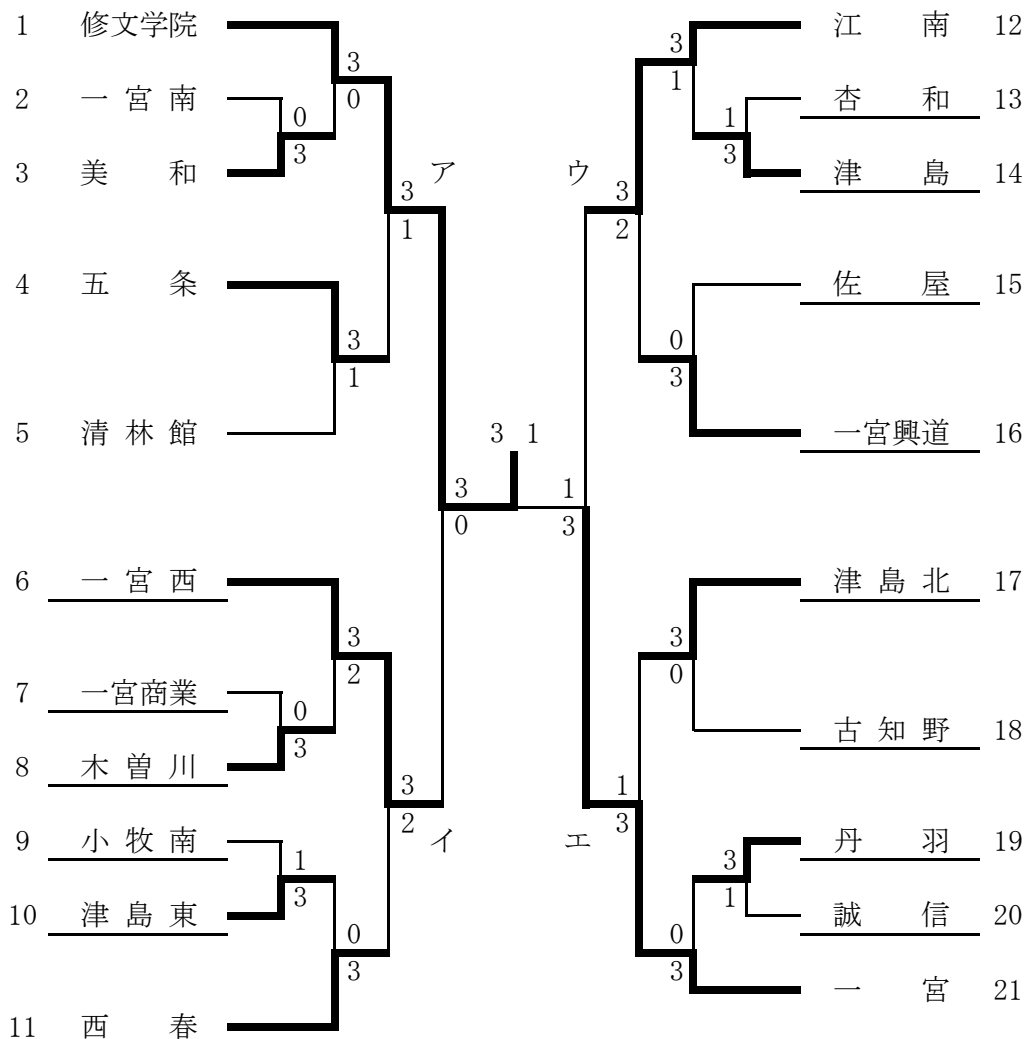 1 修文学院
3
0
2 一宮南
0
3
3 美和
ア
3
1
4 五条
3
1
5 清林館
3 1
3
0
6 一宮西
3
2
7 一宮商業
0
3
8 木曽川
3
2
イ
9 小牧南
1
3
10 津島東
0
3
11 西春
江南 12
3
1
杏和 13
1
3
津島 14
ウ
3
2
佐屋 15
0
3
一宮興道 16
1
3
津島北 17
3
0
古知野 18
1
3
エ
丹羽 19
3
1
誠信 20
0
3
一宮 21